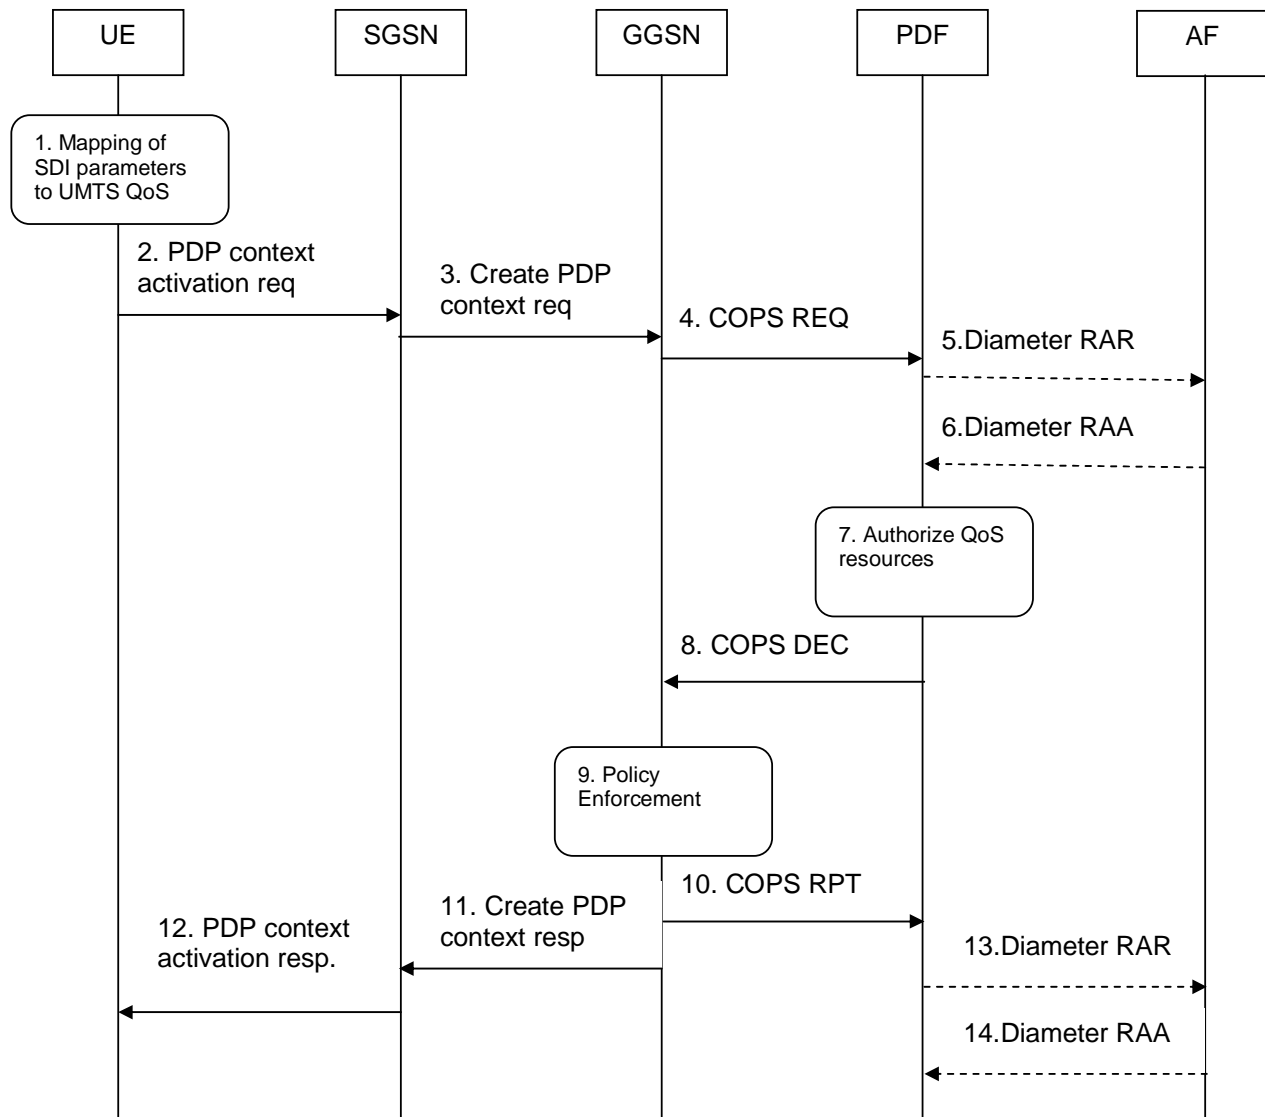 UE
SGSN
GGSN
PDF
AF
1. Mapping of
SDI parameters
to UMTS QoS
2. PDP context
activation req
3. Create PDP
context req
4. COPS REQ
5.Diameter RAR
6.Diameter RAA
7. Authorize QoS
resources
8. COPS DEC
9. Policy
Enforcement
10. COPS RPT
11. Create PDP
context resp
12. PDP context
activation resp.
13.Diameter RAR
14.Diameter RAA